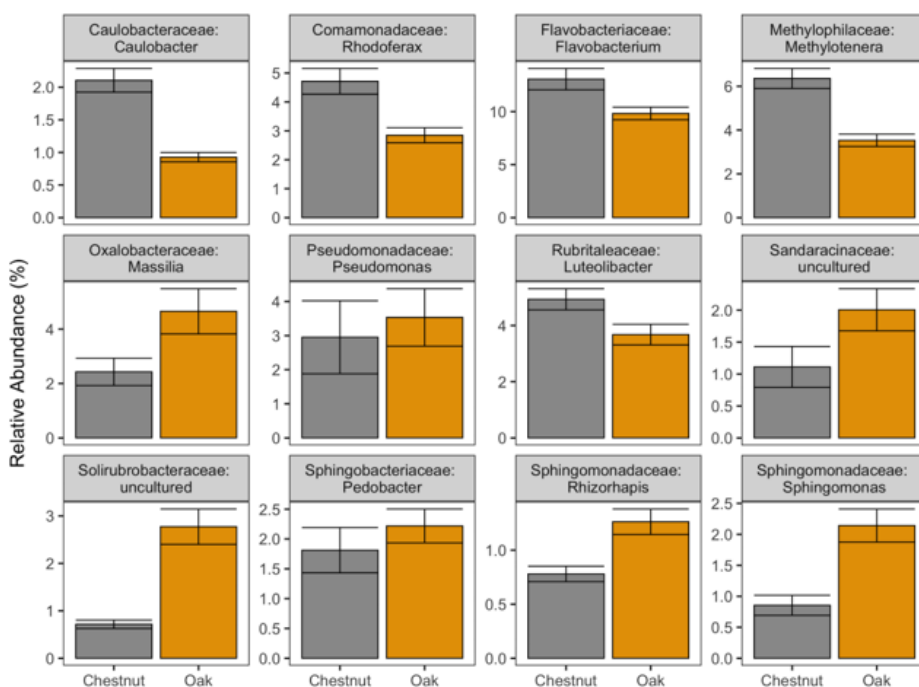 Relative Abundance (%)
Caulobacteraceae:
Caulobacter
2.0
1.5
1.0
0.5
0.0
Comamonadaceae:
Rhodoferax
5
4
3
2
1
0
Flavobacteriaceae:
Flavobacterium
10
5
0
Methylophilaceae:
Methylotenera
6
4
2
0
Oxalobacteraceae:
Massilia
4
2
0
Pseudomonadaceae:
Pseudomonas
4
3
2
1
0
Rubritaleaceae:
Luteolibacter
4
2
0
Sandaracinaceae:
uncultured
2.0
1.5
1.0
0.5
0.0
Solirubrobacteraceae:
uncultured
3
2
1
0
Chestnut Oak
Sphingobacteriaceae:
Pedobacter
2.5
2.0
1.5
1.0
0.5
0.0
Chestnut Oak
Sphingomonadaceae:
Rhizorhapis
1.0
0.5
0.0
Chestnut Oak
Sphingomonadaceae:
Sphingomonas
2.5
2.0
1.5
1.0
0.5
0.0
Chestnut Oak